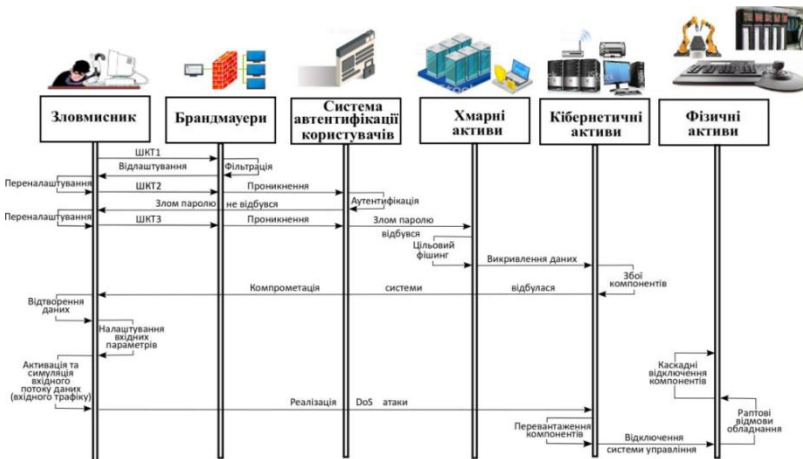 Зловмисник
Брандмауери
Система
автентифікації
користувачів
Хмарні
активи
Кібернетичні
активи
Фізичні
активи
ШКТ1
Відлаштування
Фільтрація
Переналаштування
ШКТ2
Проникнення
Аутентифікація
Злом паролю не відбувся
Переналаштування
ШКТ3
Проникнення
Злом паролю
відбувся
Цільовий
фішинг
Викривлення даних
Збої
компонентів
Компрометація системи відбулася
Відтворення
даних
Налаштування
вхідних
параметрів
Активація та
симуляція
вхідного
потоку даних
(вхідного трафіку)
Каскадні
відключення
компонентів
Реалізація DoS атаки
Раптові
відмови
обладнання
Перевантаження
компонентів
Відключення
системи управління